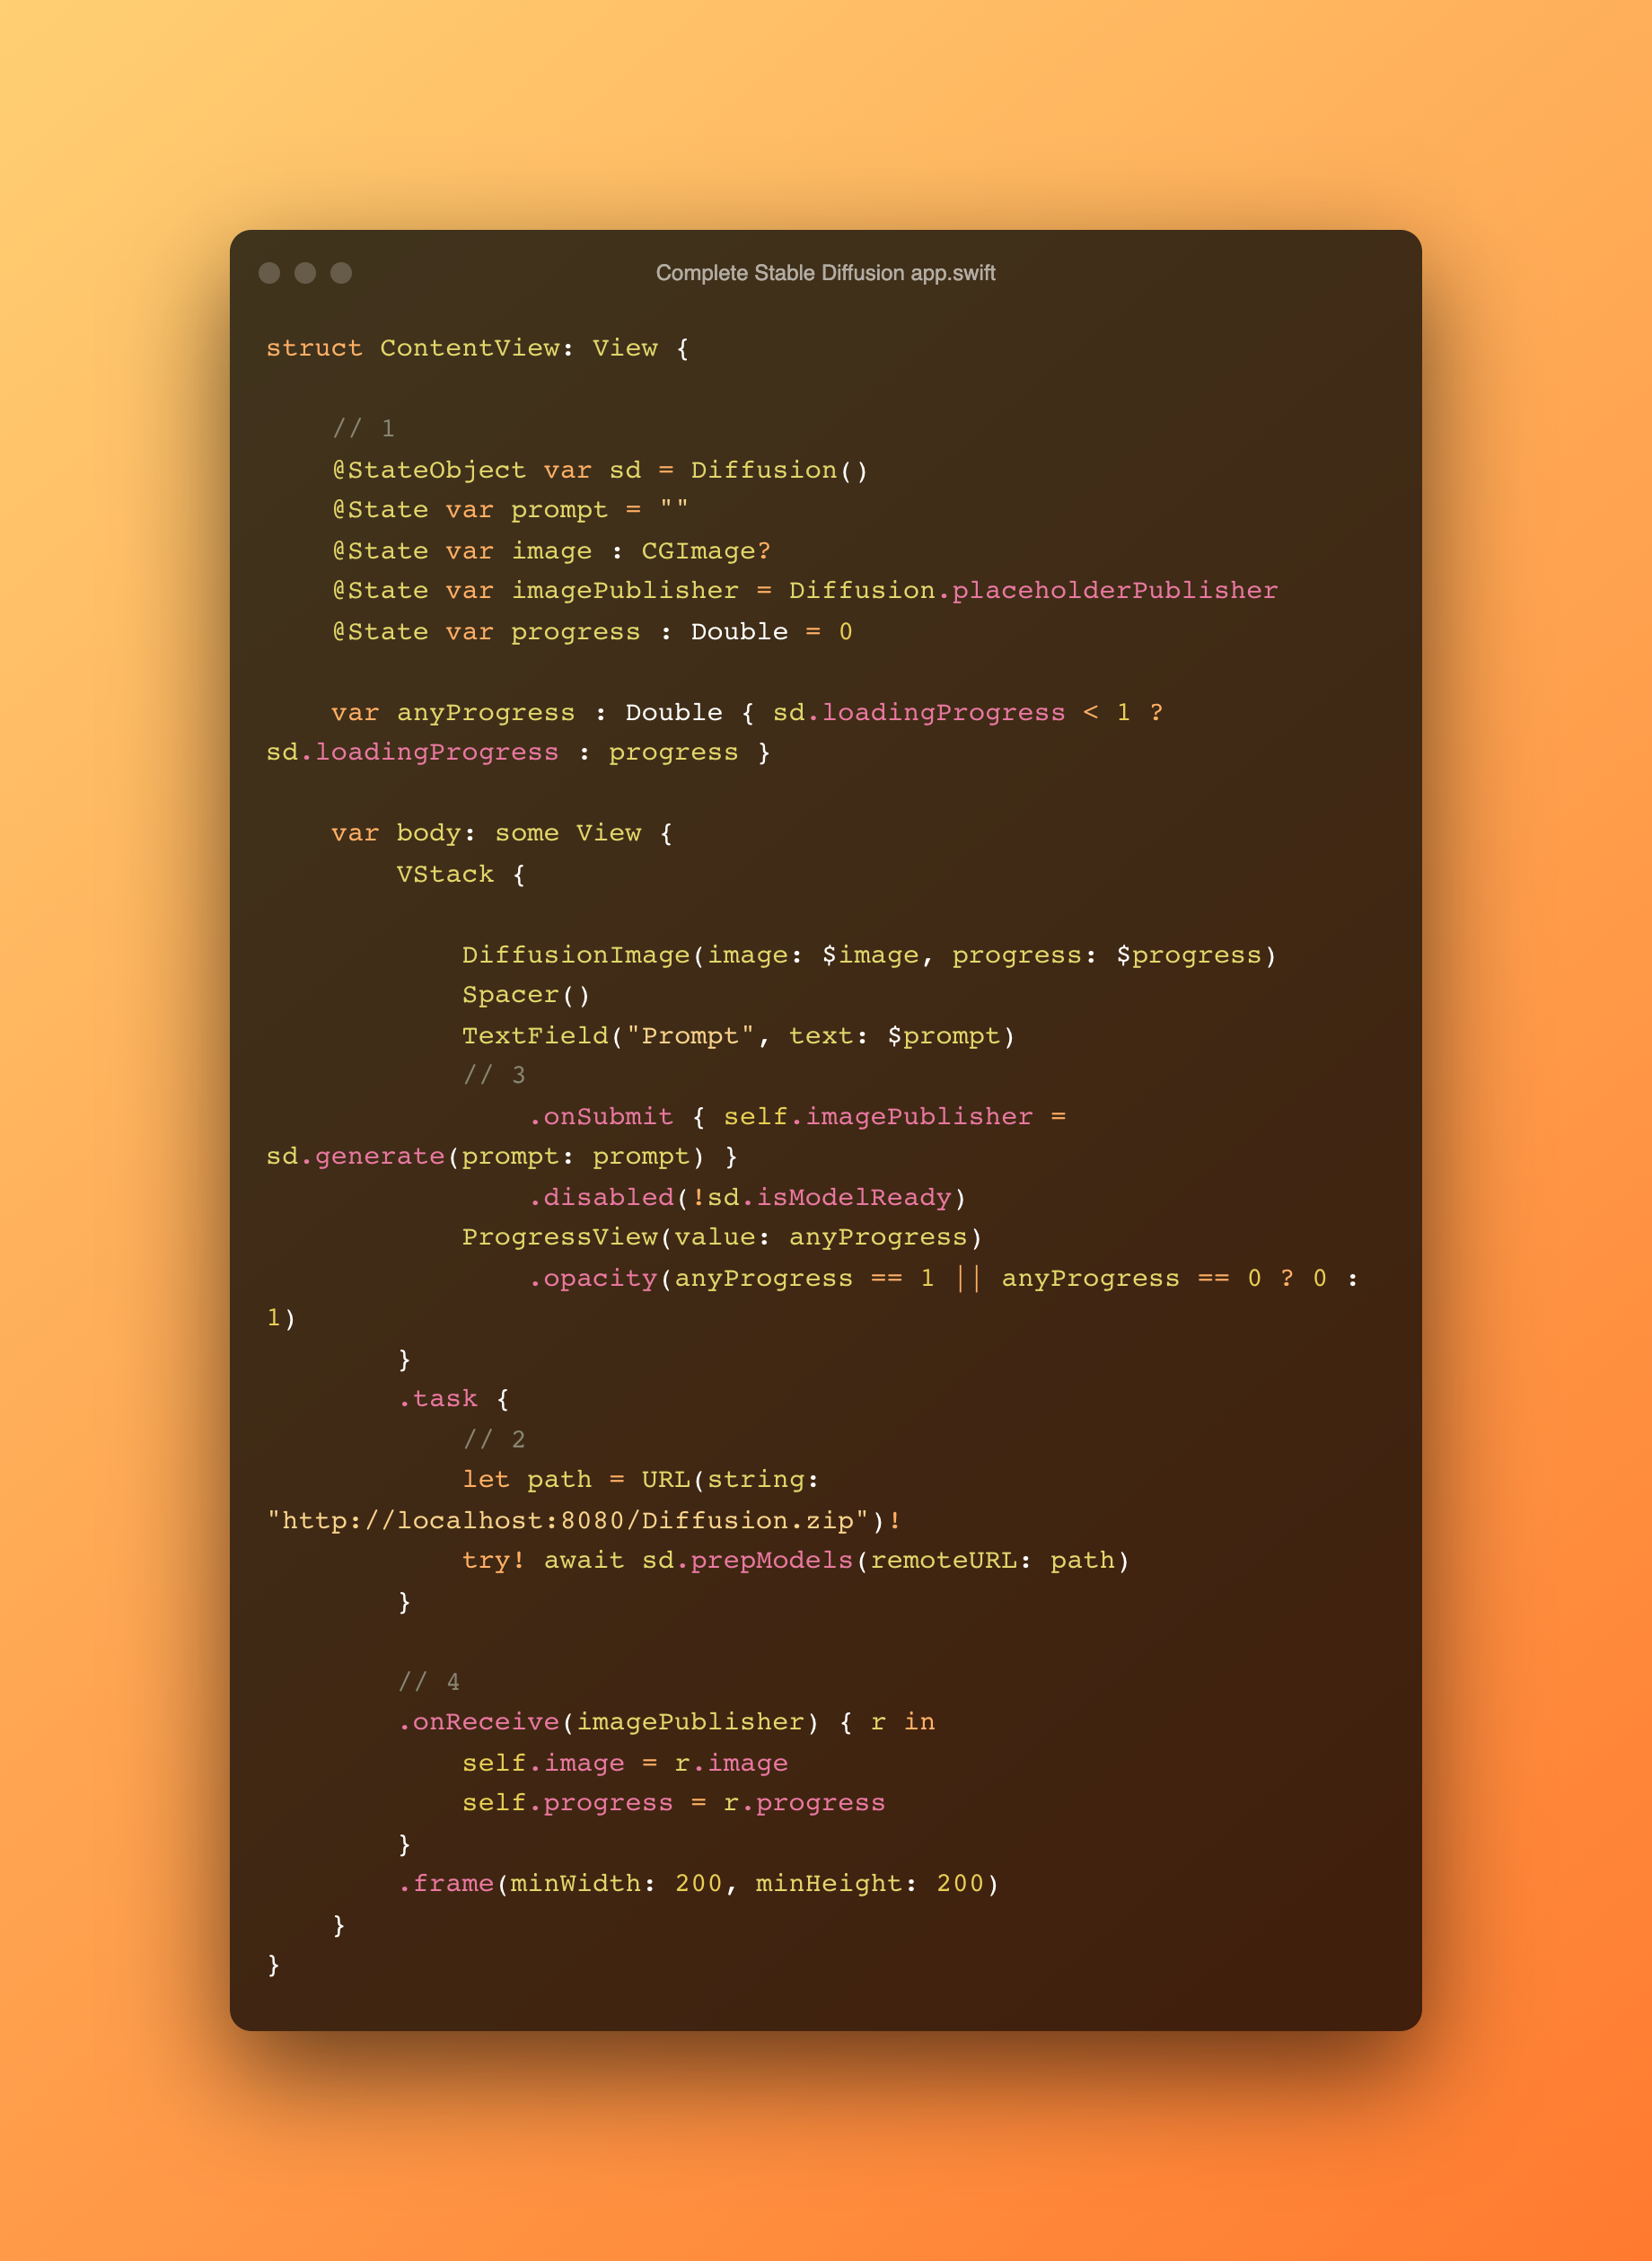 Complete Stable Diffusion app.swift
struct ContentView: View {
// 1
@StateObject var sd = Diffusion()
@State var prompt = ""
@State var image : CGImage?
@State var imagePublisher = Diffusion.placeholderPublisher
@State var progress : Double = 0
var anyProgress : Double { sd.loadingProgress < 1 ?
sd.loadingProgress : progress }
var body: some View {
VStack {
DiffusionImage(image: $image, progress: $progress)
Spacer()
TextField("Prompt", text: $prompt)
// 3
.onSubmit { self.imagePublisher =
sd.generate(prompt: prompt) }
.disabled(!sd.isModelReady)
ProgressView(value: anyProgress)
.opacity(anyProgress == 1 || anyProgress == 0 ? 0 :
1)
}
.task {
// 2
let path = URL(string:
"http://localhost:8080/Diffusion.zip")!
try! await sd.prepModels(remoteURL: path)
}
// 4
.onReceive(imagePublisher) { r in
self.image = r.image
self.progress = r.progress
}
.frame(minWidth: 200, minHeight: 200)
}
}